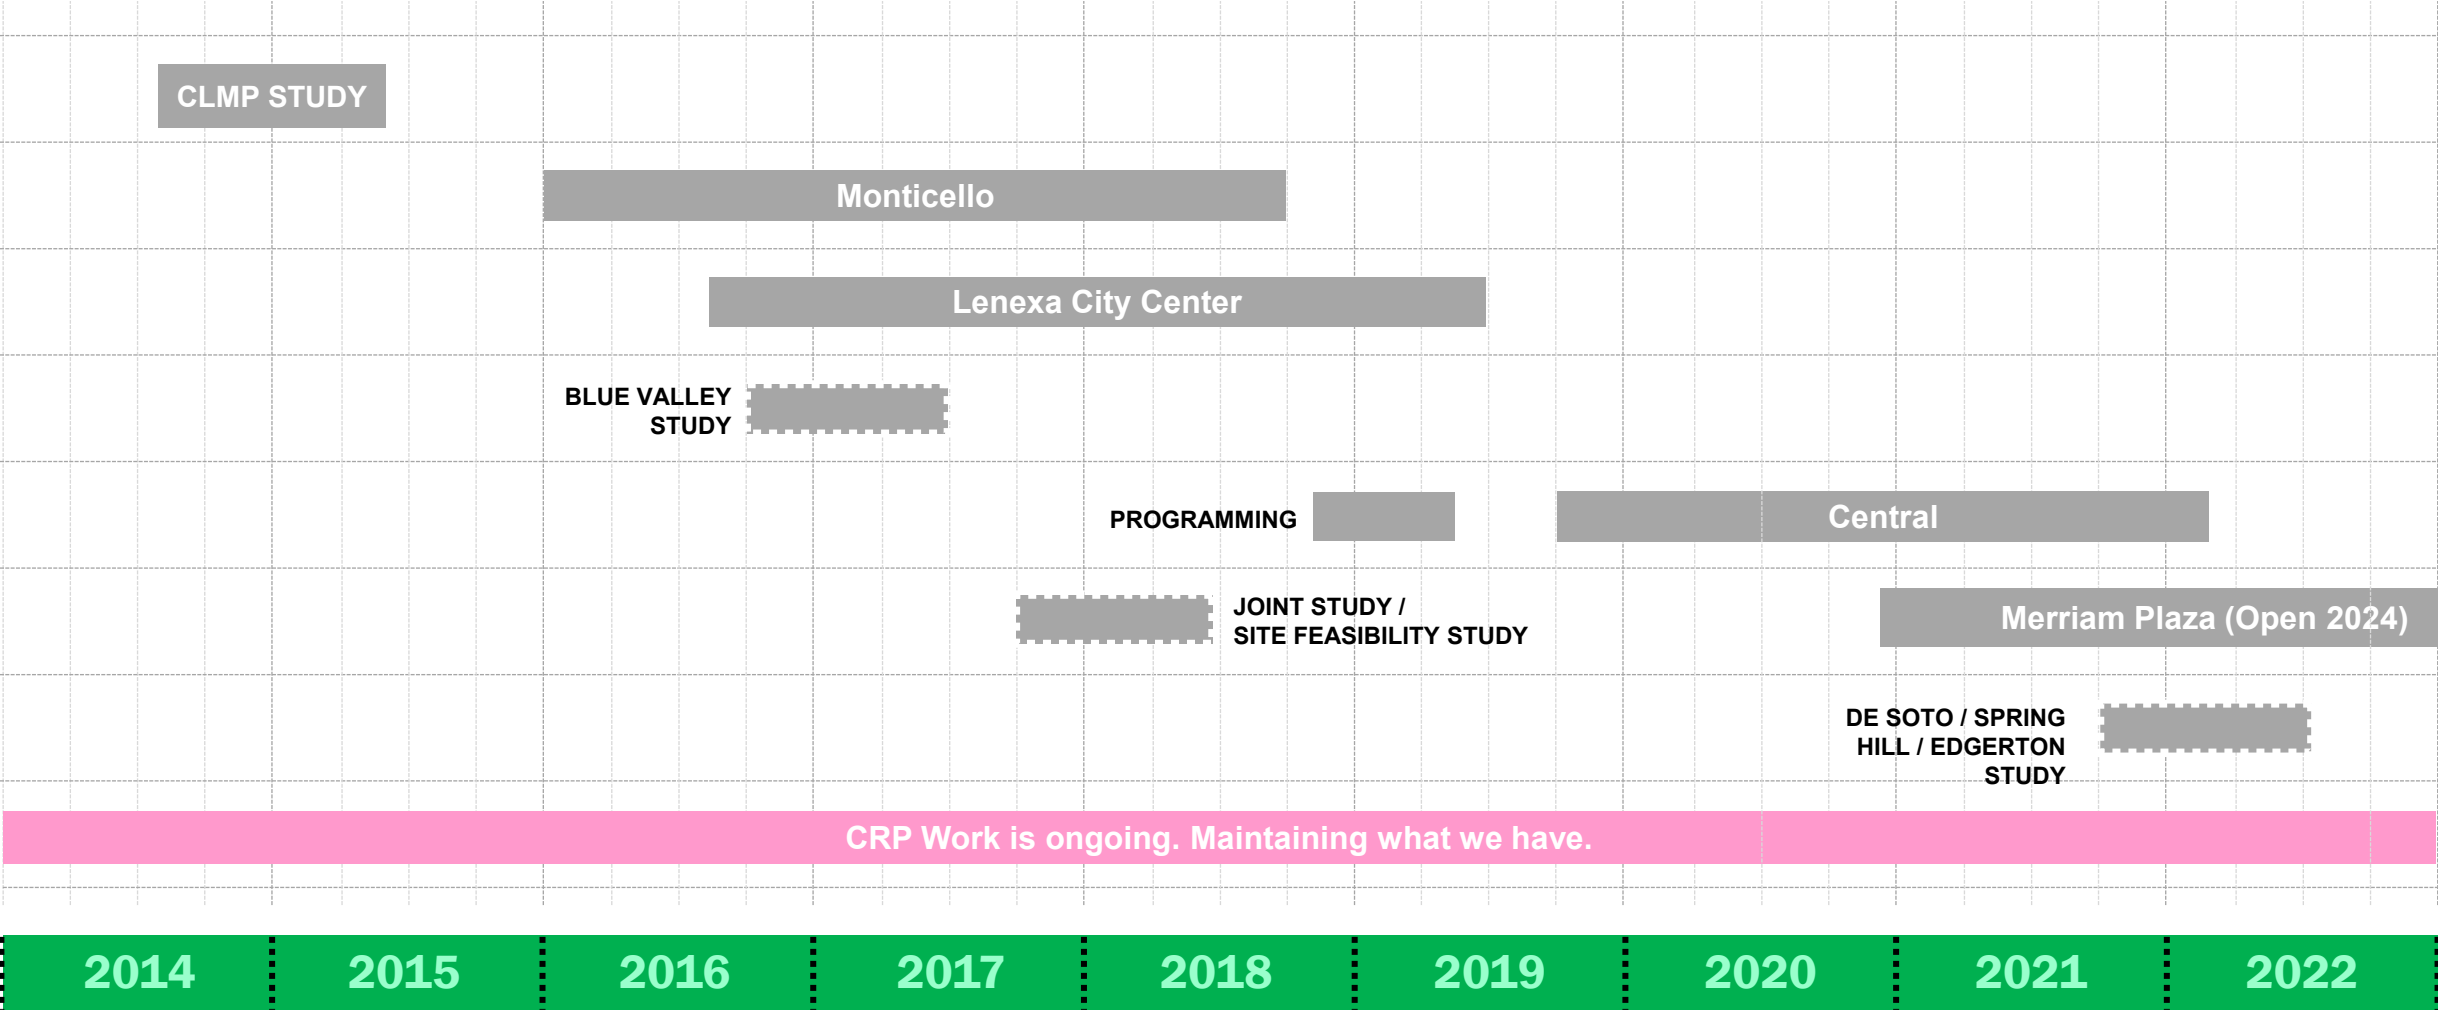 CLMP STUDY
Monticello
Lenexa City Center
BLUE VALLEY
STUDY
PROGRAMMING
Central
JOINT STUDY /
SITE FEASIBILITY STUDY
Merriam Plaza (Open 2024)
DE SOTO / SPRING
HILL / EDGERTON
STUDY
CRP Work is ongoing. Maintaining what we have.
2014 2015 2016 2017 2018 2019 2020 2021 2022